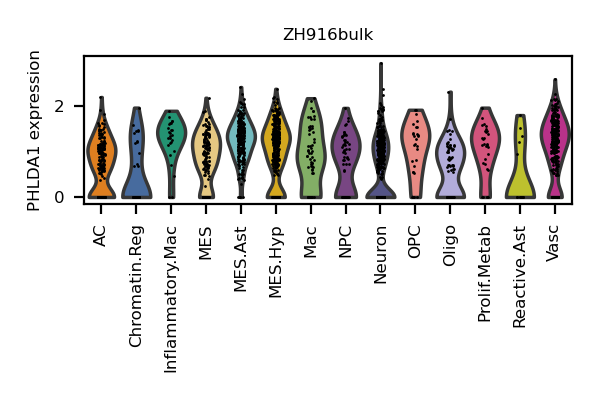 ZH916bulk
PHLDA1 expression
2
0
AC
Chromatin.Reg
Inflammatory.Mac
MES
MES.Ast
MES.Hyp
Mac
NPC
Neuron
OPC
Oligo
Prolif.Metab
Reactive.Ast
Vasc